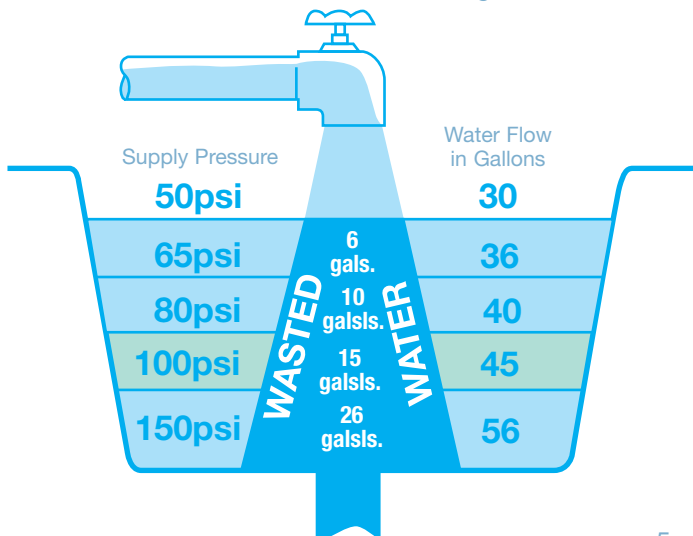 Supply Pressure
Water Flow
in Gallons
50psi
30
65psi
6
gals.
36
80psi
10
galsls.
40
100psi
15
galsls.
45
150psi
26
galsls.
56
WASTED
WATER